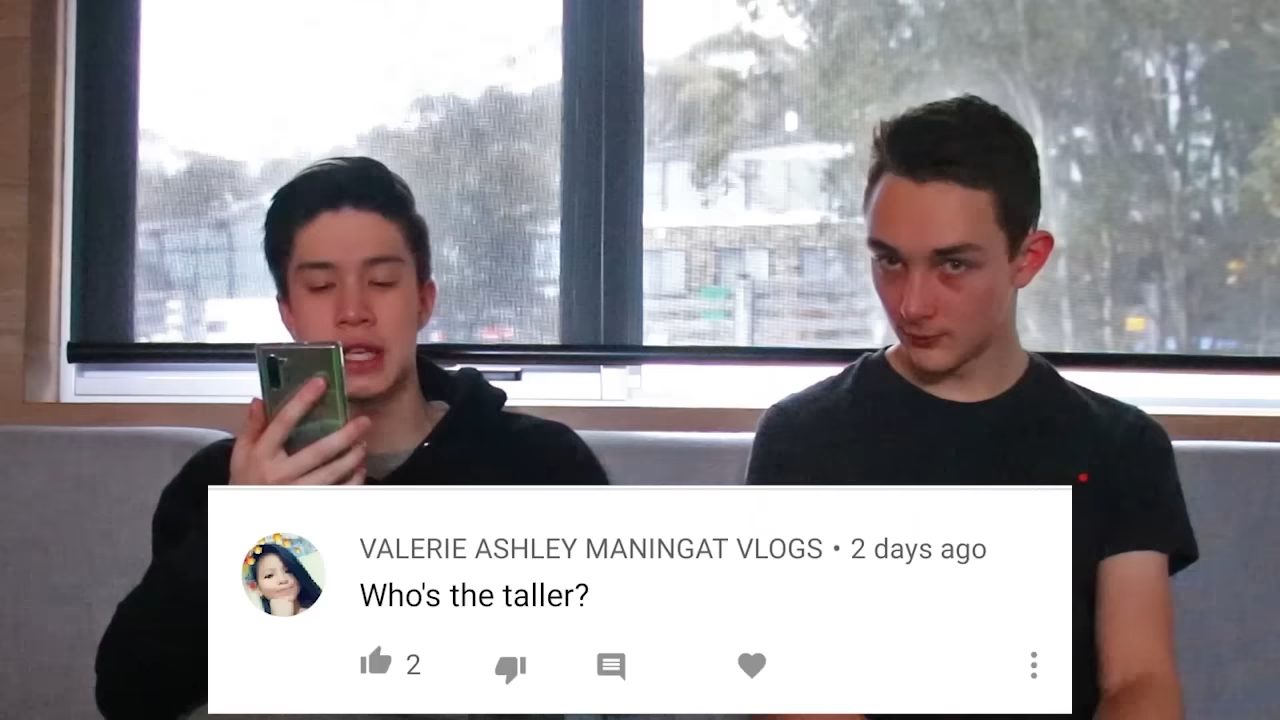 VALERIE ASHLEY MANINGAT VLOGS • 2 days ago
Who's the taller?
2